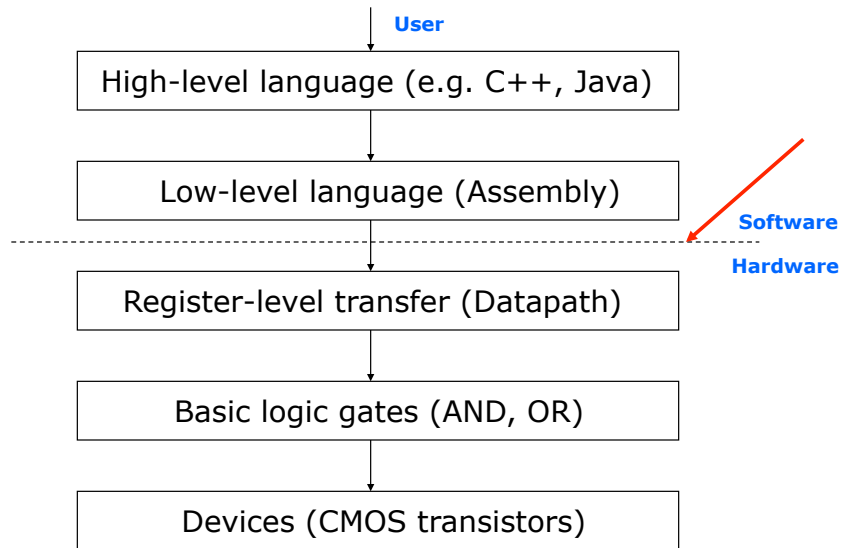 User
High-level language (e.g. C++, Java)
Low-level language (Assembly)
Software
Hardware
Register-level transfer (Datapath)
Basic logic gates (AND, OR)
Devices (CMOS transistors)